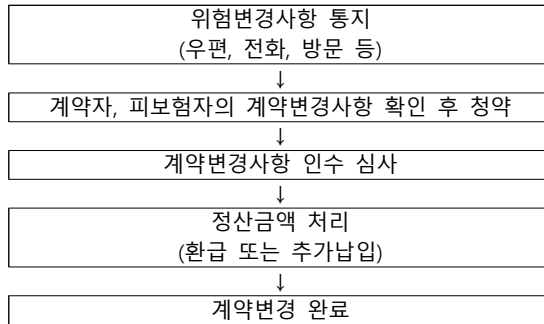 위험변경사항 통지
(우편, 전화, 방문 등)
↓
계약자, 피보험자의 계약변경사항 확인 후 청약
↓
계약변경사항 인수 심사
↓
정산금액 처리
(환급 또는 추가납입)
↓
계약변경 완료